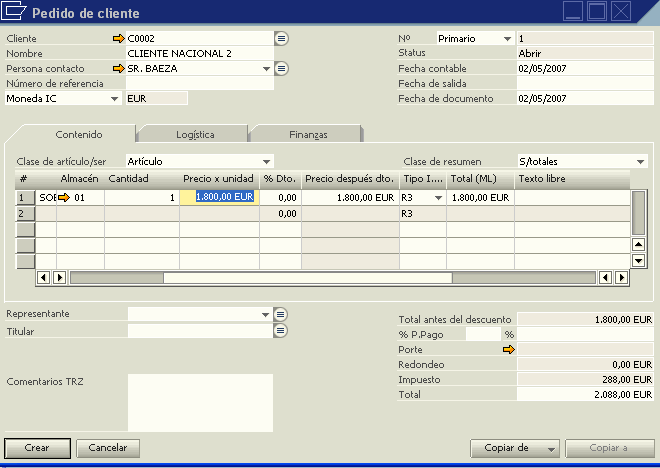 Pedido de cliente
Cliente C0002 Nº Primario 1
Nombre CLIENTE NACIONAL 2 Status Abrir
Persona contacto SR. BAEZA Fecha contable 02/05/2007
Número de referencia Fecha de salida
Moneda IC EUR Fecha de documento 02/05/2007
Contenido Logística Finanzas
Clase de artículo/ser Artículo Clase de resumen S/totales
# Almacén Cantidad Precio x unidad % Dto. Precio después dto. Tipo I.... Total (ML) Texto libre
1 SOE 01 1 1.800,00 EUR 0,00 1.800,00 EUR R3 1.800,00 EUR
2 0,00 R3
Representante
Titular
Total antes del descuento 1.800,00 EUR
% P.Pago %
Porte
Redondeo 0,00 EUR
Comentarios TRZ Impuesto 288,00 EUR
Total 2.088,00 EUR
Crear Cancelar Copiar de Copiar a